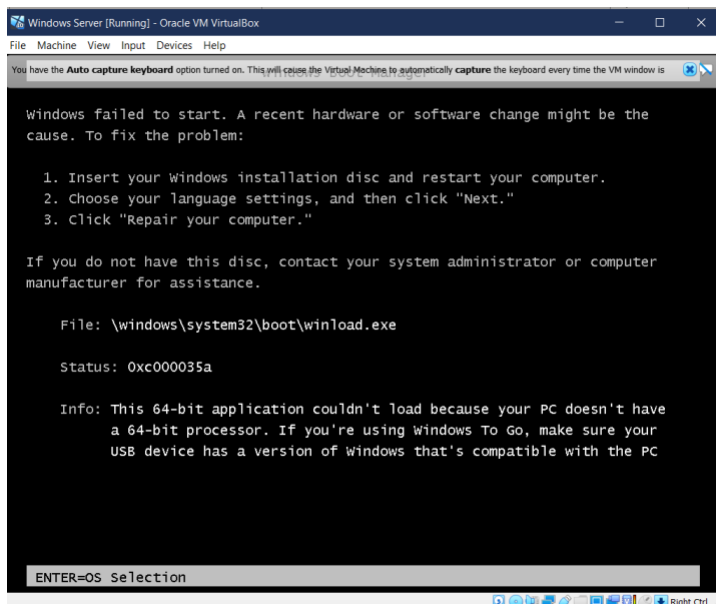 Windows Server [Running] - Oracle VM VirtualBox
File Machine View Input Devices Help
You have the Auto capture keyboard option turned on. This will cause the Virtual Machine to automatically capture the keyboard every time the VM window is
Windows Boot Manager
Windows failed to start. A recent hardware or software change might be the
cause. To fix the problem:
1. Insert your Windows installation disc and restart your computer.
2. Choose your language settings, and then click "Next."
3. Click "Repair your computer."
If you do not have this disc, contact your system administrator or computer
manufacturer for assistance.
File: \windows\system32\boot\winload.exe
Status: 0xc000035a
Info: This 64-bit application couldn't load because your PC doesn't have
a 64-bit processor. If you're using Windows To Go, make sure your
USB device has a version of Windows that's compatible with the PC
ENTER=OS Selection
Right Ctrl